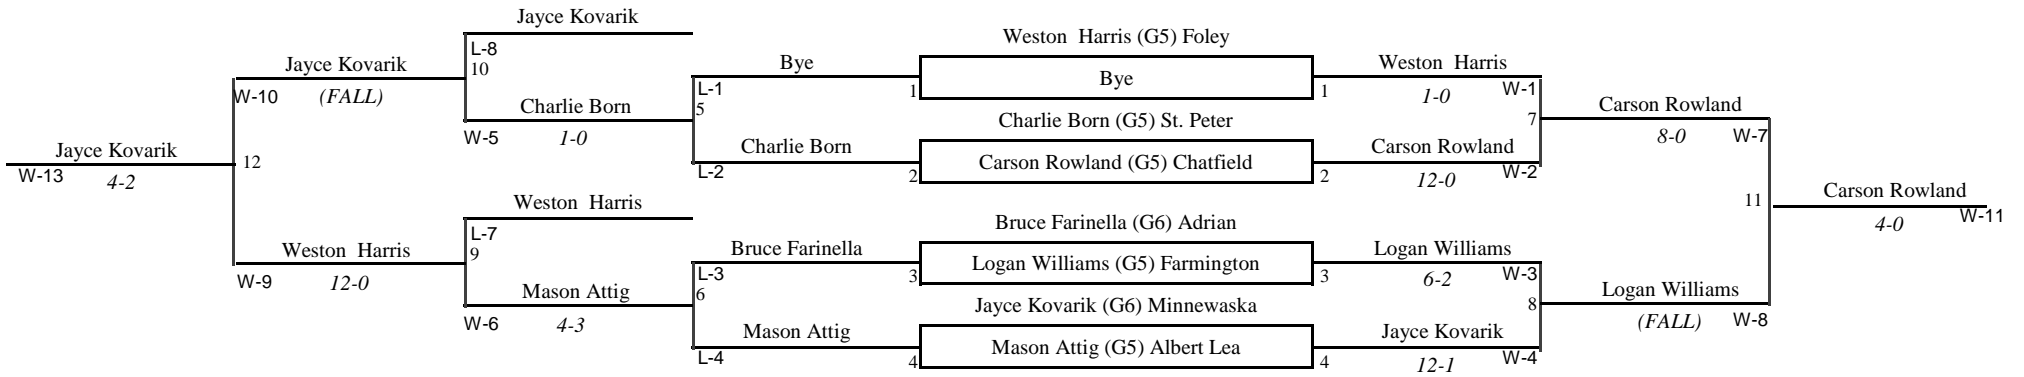 Jayce Kovarik
L-8
10
Jayce Kovarik
W-10
(FALL)
Charlie Born
W-5
1-0
Jayce Kovarik
W-13
4-2
12
Weston  Harris
L-7
9
Weston  Harris
W-9
12-0
Mason Attig
W-6
4-3
Bye
L-1
5
1
Charlie Born
L-2
2
Bruce Farinella
L-3
6
3
Mason Attig
L-4
4
Weston  Harris (G5) Foley
Bye
Charlie Born (G5) St. Peter
Carson Rowland (G5) Chatfield
Bruce Farinella (G6) Adrian
Logan Williams (G5) Farmington
Jayce Kovarik (G6) Minnewaska
Mason Attig (G5) Albert Lea
Weston  Harris
1
1-0
W-1
7
Carson Rowland
2
12-0
W-2
Logan Williams
3
6-2
W-3
8
Jayce Kovarik
4
12-1
W-4
Carson Rowland
8-0
W-7
11
Logan Williams
(FALL)
W-8
Carson Rowland
4-0
W-11